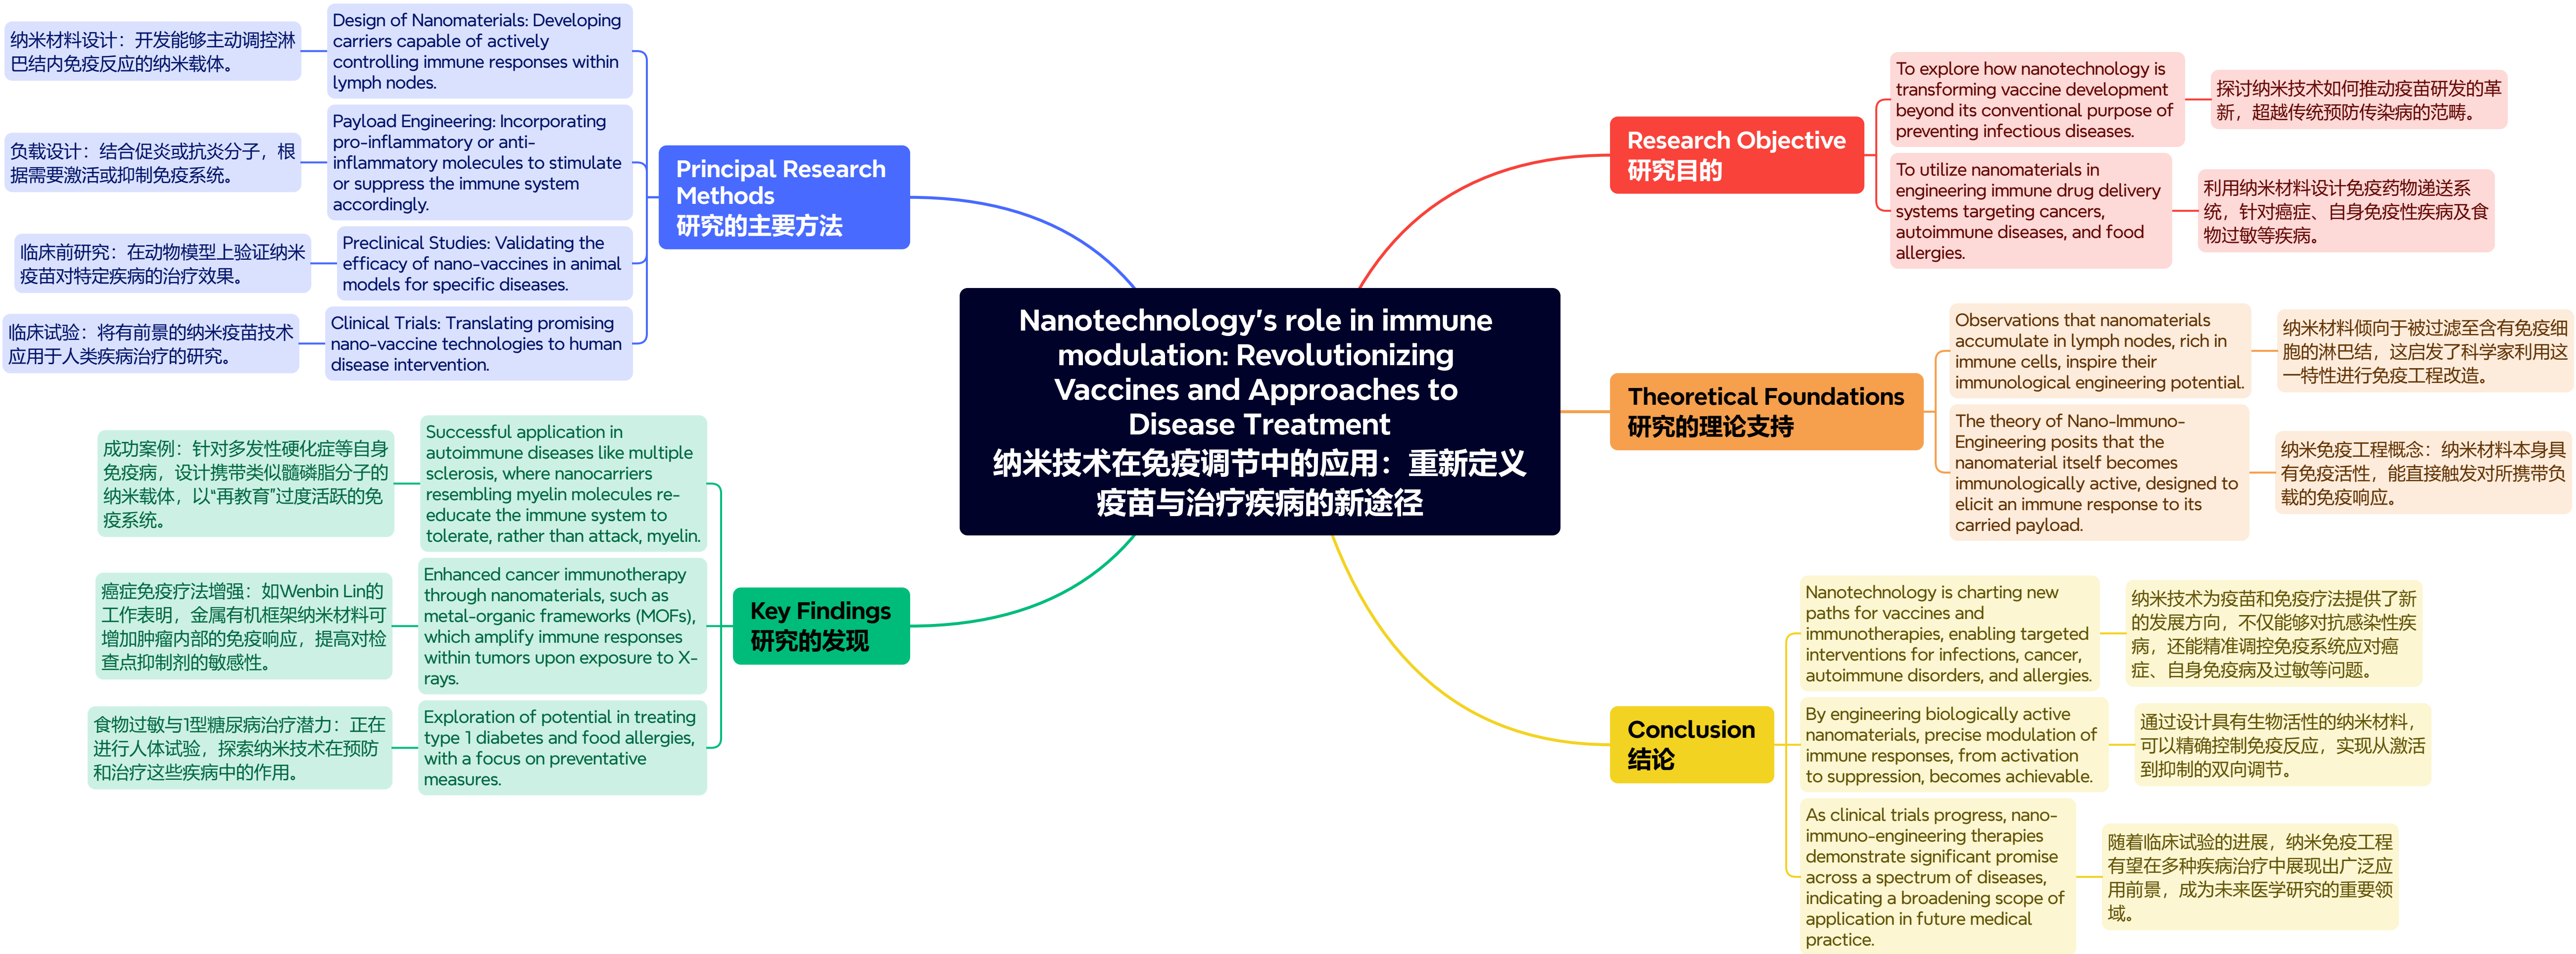 Nanotechnology's role in immune
modulation: Revolutionizing
Vaccines and Approaches to
Disease Treatment
纳米技术在免疫调节中的应用：重新定义
疫苗与治疗疾病的新途径
Research Objective
研究目的
To explore how nanotechnology is
transforming vaccine development
beyond its conventional purpose of
preventing infectious diseases.
探讨纳米技术如何推动疫苗研发的革
新，超越传统预防传染病的范畴。
To utilize nanomaterials in
engineering immune drug delivery
systems targeting cancers,
autoimmune diseases, and food
allergies.
利用纳米材料设计免疫药物递送系
统，针对癌症、自身免疫性疾病及食
物过敏等疾病。
Theoretical Foundations
研究的理论支持
Observations that nanomaterials
accumulate in lymph nodes, rich in
immune cells, inspire their
immunological engineering potential.
纳米材料倾向于被过滤至含有免疫细
胞的淋巴结，这启发了科学家利用这
一特性进行免疫工程改造。
The theory of Nano-Immuno-
Engineering posits that the
nanomaterial itself becomes
immunologically active, designed to
elicit an immune response to its
carried payload.
纳米免疫工程概念：纳米材料本身具
有免疫活性，能直接触发对所携带负
载的免疫响应。
Conclusion
结论
Nanotechnology is charting new
paths for vaccines and
immunotherapies, enabling targeted
interventions for infections, cancer,
autoimmune disorders, and allergies.
纳米技术为疫苗和免疫疗法提供了新
的发展方向，不仅能够对抗感染性疾
病，还能精准调控免疫系统应对癌
症、自身免疫病及过敏等问题。
By engineering biologically active
nanomaterials, precise modulation of
immune responses, from activation
to suppression, becomes achievable.
通过设计具有生物活性的纳米材料，
可以精确控制免疫反应，实现从激活
到抑制的双向调节。
As clinical trials progress, nano-
immuno-engineering therapies
demonstrate significant promise
across a spectrum of diseases,
indicating a broadening scope of
application in future medical
practice.
随着临床试验的进展，纳米免疫工程
有望在多种疾病治疗中展现出广泛应
用前景，成为未来医学研究的重要领
域。
Principal Research
Methods
研究的主要方法
Design of Nanomaterials: Developing
carriers capable of actively
controlling immune responses within
lymph nodes.
纳米材料设计：开发能够主动调控淋
巴结内免疫反应的纳米载体。
Payload Engineering: Incorporating
pro-inflammatory or anti-
inflammatory molecules to stimulate
or suppress the immune system
accordingly.
负载设计：结合促炎或抗炎分子，根
据需要激活或抑制免疫系统。
Preclinical Studies: Validating the
efficacy of nano-vaccines in animal
models for specific diseases.
临床前研究：在动物模型上验证纳米
疫苗对特定疾病的治疗效果。
Clinical Trials: Translating promising
nano-vaccine technologies to human
disease intervention.
临床试验：将有前景的纳米疫苗技术
应用于人类疾病治疗的研究。
Key Findings
研究的发现
Successful application in
autoimmune diseases like multiple
sclerosis, where nanocarriers
resembling myelin molecules re-
educate the immune system to
tolerate, rather than attack, myelin.
成功案例：针对多发性硬化症等自身
免疫病，设计携带类似髓磷脂分子的
纳米载体，以“再教育”过度活跃的免
疫系统。
Enhanced cancer immunotherapy
through nanomaterials, such as
metal-organic frameworks (MOFs),
which amplify immune responses
within tumors upon exposure to X-
rays.
癌症免疫疗法增强：如Wenbin Lin的
工作表明，金属有机框架纳米材料可
增加肿瘤内部的免疫响应，提高对检
查点抑制剂的敏感性。
Exploration of potential in treating
type 1 diabetes and food allergies,
with a focus on preventative
measures.
食物过敏与1型糖尿病治疗潜力：正在
进行人体试验，探索纳米技术在预防
和治疗这些疾病中的作用。